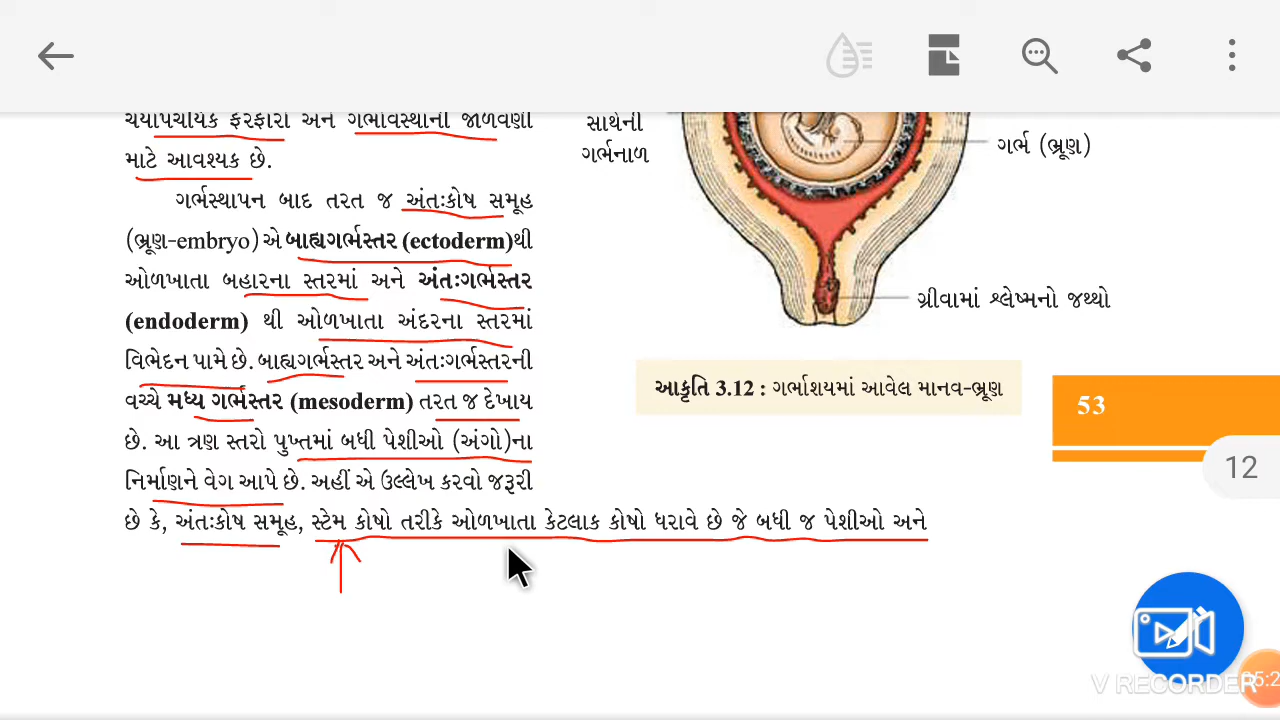 ચયાપચયિક ફેરફારો અને ગર્ભાવસ્થાની જાળવણી
માટે આવશ્યક છે.
ગર્ભસ્થાપન બાદ તરત જ અંતઃકોષ સમૂહ
(ભ્રૂણ-embryo) એ બાહ્યગર્ભસ્તર (ectoderm)થી
ઓળખાતા બહારના સ્તરમાં અને અંતઃગર્ભસ્તર
(endoderm) થી ઓળખાતા અંદરના સ્તરમાં
વિભેદન પામે છે. બાહ્યગર્ભસ્તર અને અંતઃગર્ભસ્તરની
વચ્ચે મધ્ય ગર્ભસ્તર (mesoderm) તરત જ દેખાય
છે. આ ત્રણ સ્તરો પુખ્તમાં બધી પેશીઓ (અંગો)ના
નિર્માણને વેગ આપે છે. અહીં એ ઉલ્લેખ કરવો જરૂરી
છે કે, અંતઃકોષ સમૂહ, સ્ટેમ કોષો તરીકે ઓળખાતા કેટલાક કોષો ધરાવે છે જે બધી જ પેશીઓ અને
સાથેની
ગર્ભનાળ
ગર્ભ (ભ્રૂણ)
ગ્રીવામાં શ્લેષ્મનો જથ્થો
આકૃતિ 3.12 : ગર્ભાશયમાં આવેલ માનવ-ભ્રૂણ
53
12
V RECORDER